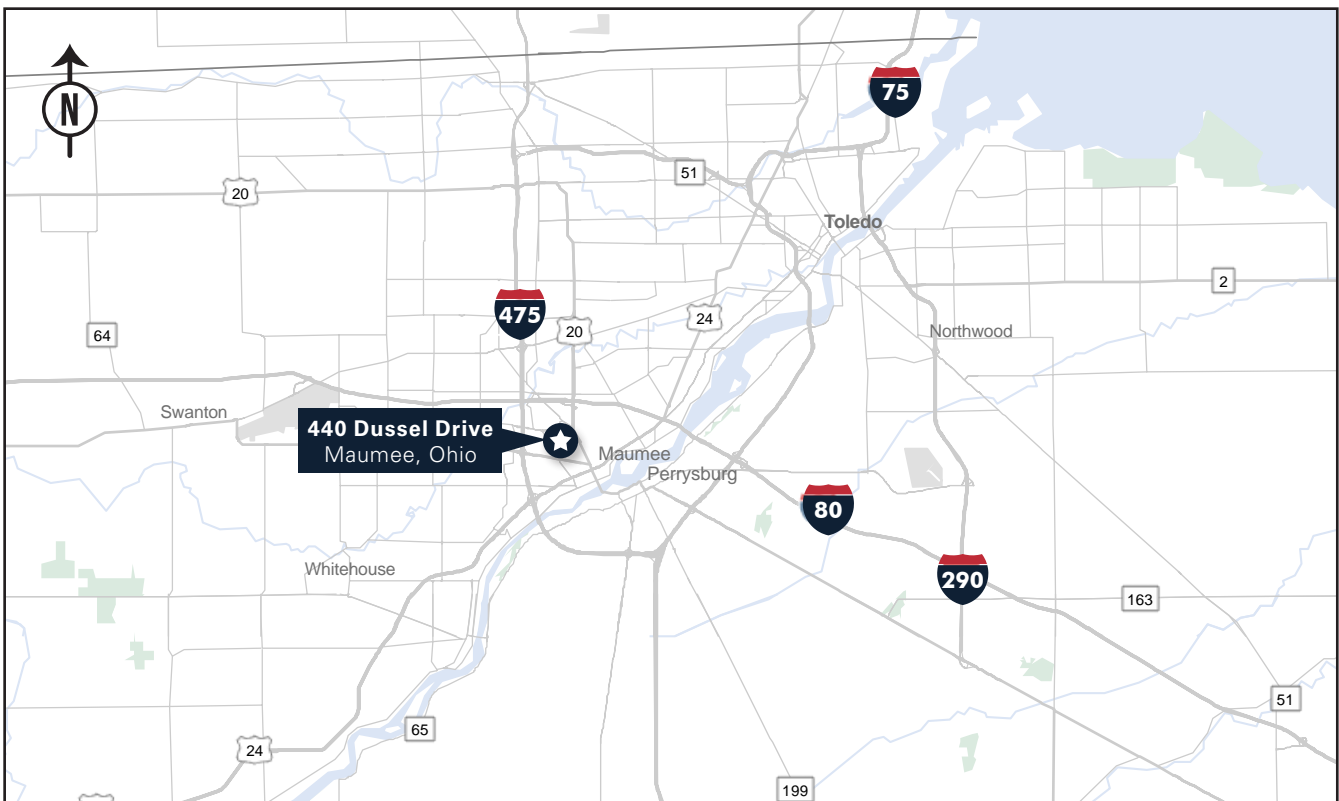 N
75
51
20
Toledo
2
475
20
24
64
Northwood
Swanton
440 Dussel Drive
Maumee, Ohio
Maumee
Perrysburg
80
Whitehouse
290
163
51
65
24
199